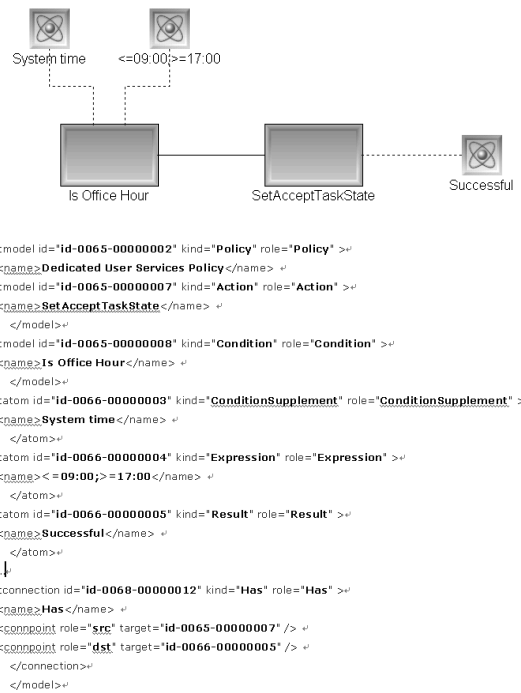 System time
<=09:00;>=17:00
Is Office Hour
SetAcceptTaskState
Successful
<model id="id-0065-00000002" kind="Policy" role="Policy" >↵
<name>Dedicated User Services Policy</name> ↵
<model id="id-0065-00000007" kind="Action" role="Action" >↵
<name>SetAcceptTaskState</name> ↵
</model>↵
<model id="id-0065-00000008" kind="Condition" role="Condition" >↵
<name>Is Office Hour</name> ↵
</model>↵
<atom id="id-0066-00000003" kind="ConditionSupplement" role="ConditionSupplement" >
<name>System time</name> ↵
</atom>↵
<atom id="id-0066-00000004" kind="Expression" role="Expression" >↵
<name><=09:00;>=17:00</name> ↵
</atom>↵
<atom id="id-0066-00000005" kind="Result" role="Result" >↵
<name>Successful</name> ↵
</atom>↵
<connection id="id-0068-00000012" kind="Has" role="Has" >↵
<name>Has</name> ↵
<connpoint role="src" target="id-0065-00000007" /> ↵
<connpoint role="dst" target="id-0066-00000005" /> ↵
</connection>↵
</model>↵